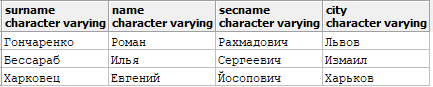 surname name secname city
character varying character varying character varying character varying
Гончаренко Роман Рахмадович Львов
Бессараб Илья Сергеевич Измаил
Харковец Евгений Йосопович Харьков